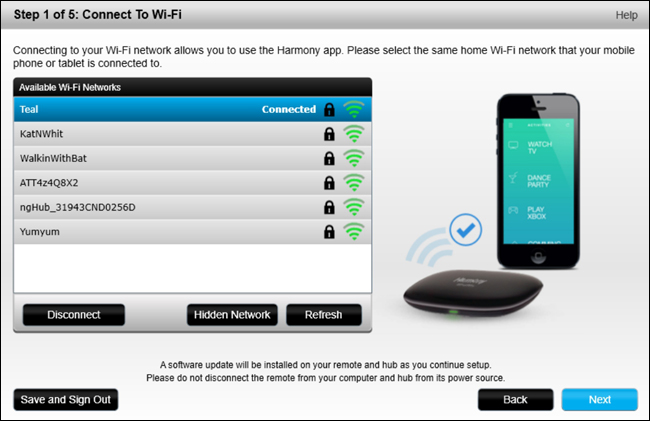 Step 1 of 5: Connect To Wi-Fi
Help
Connecting to your Wi-Fi network allows you to use the Harmony app. Please select the same home Wi-Fi network that your mobile
phone or tablet is connected to.
Available Wi-Fi Networks
Teal Connected
KatNWhit
WalkinWithBat
ATT4z4Q8X2
ngHub_31943CND0256D
Yumyum
WATCH
TV
DANCE
PARTY
PLAY
XBOX
Harmony
Disconnect
Hidden Network
Refresh
A software update will be installed on your remote and hub as you continue setup.
Please do not disconnect the remote from your computer and hub from its power source.
Save and Sign Out
Back
Next